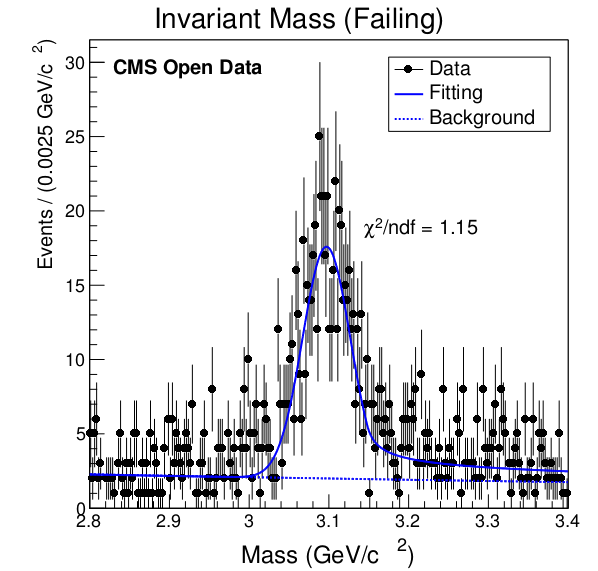 Invariant Mass (Failing)
Events / (0.0025 GeV/c²)
30
25
20
15
10
5
0
CMS Open Data
Data
Fitting
Background
χ²/ndf = 1.15
2.8 2.9 3 3.1 3.2 3.3 3.4
Mass (GeV/c²)